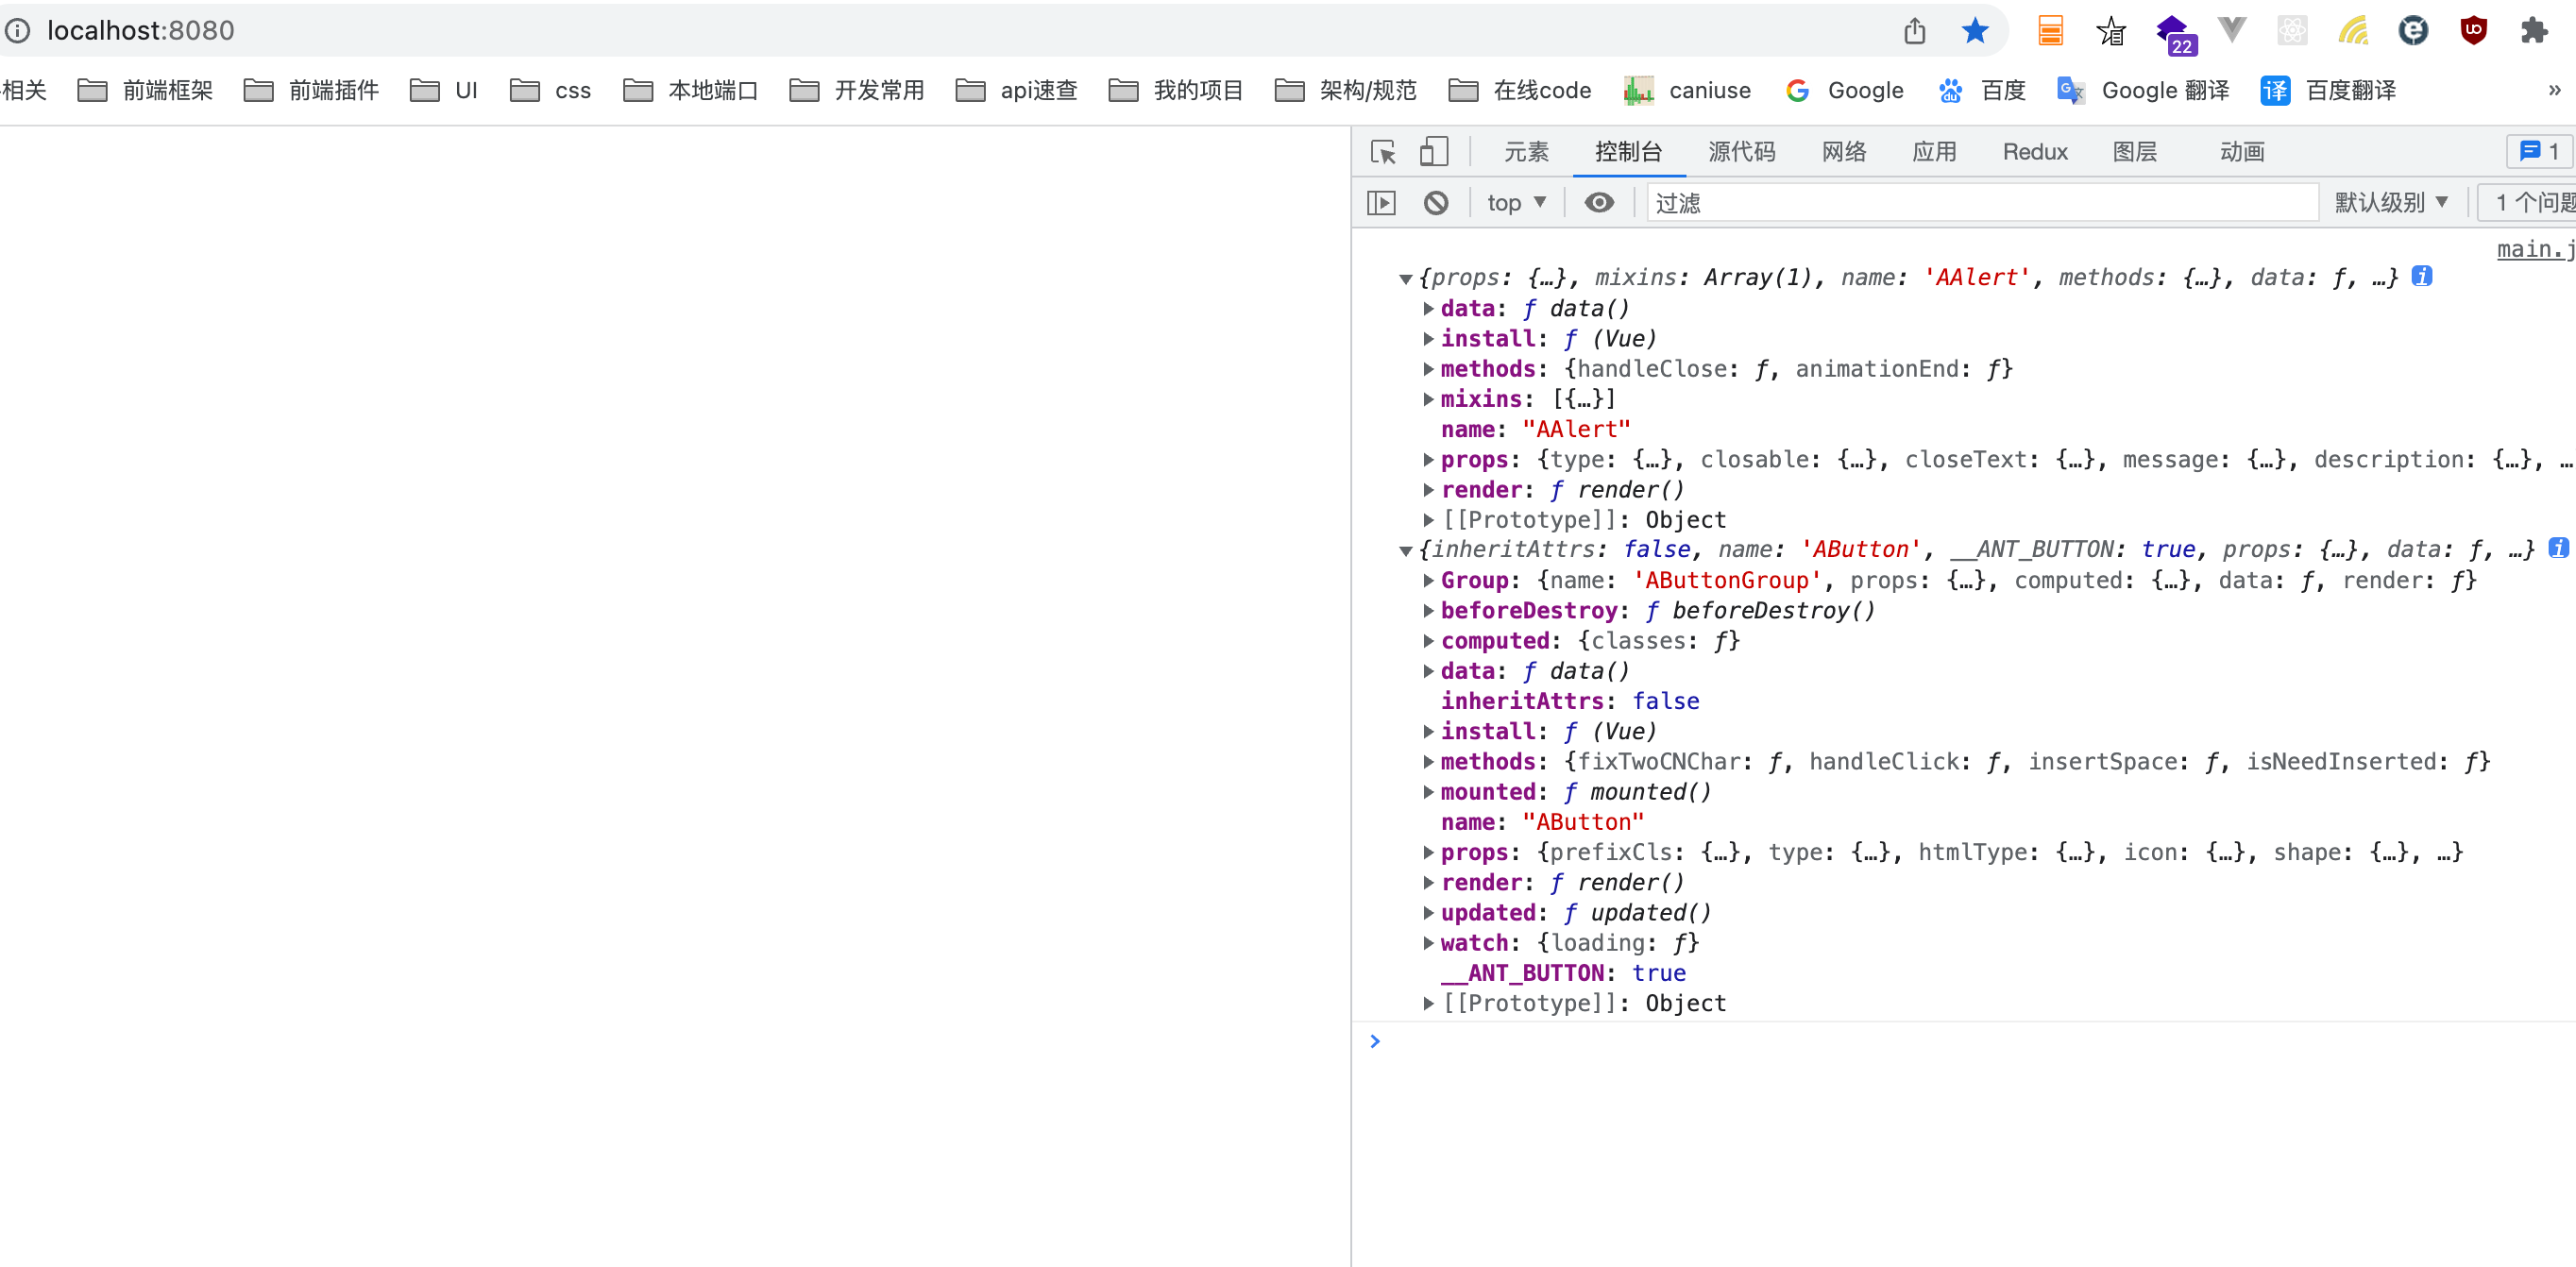 localhost:8080
22
相关 前端框架 前端插件 UI css 本地端口 开发常用 api速查 我的项目 架构/规范 在线code caniuse Google 百度 Google 翻译 译 百度翻译 »
元素 控制台 源代码 网络 应用 Redux 图层 动画 1
top ▼ 过滤 默认级别 ▼ 1 个问题
main.j
▼{props: {…}, mixins: Array(1), name: 'AAlert', methods: {…}, data: ƒ, …} i
▶data: ƒ data()
▶install: ƒ (Vue)
▶methods: {handleClose: ƒ, animationEnd: ƒ}
▶mixins: [{…}]
name: "AAlert"
▶props: {type: {…}, closable: {…}, closeText: {…}, message: {…}, description: {…}, …
▶render: ƒ render()
▶[[Prototype]]: Object
▼{inheritAttrs: false, name: 'AButton', __ANT_BUTTON: true, props: {…}, data: ƒ, …} i
▶Group: {name: 'AButtonGroup', props: {…}, computed: {…}, data: ƒ, render: ƒ}
▶beforeDestroy: ƒ beforeDestroy()
▶computed: {classes: ƒ}
▶data: ƒ data()
inheritAttrs: false
▶install: ƒ (Vue)
▶methods: {fixTwoCNChar: ƒ, handleClick: ƒ, insertSpace: ƒ, isNeedInserted: ƒ}
▶mounted: ƒ mounted()
name: "AButton"
▶props: {prefixCls: {…}, type: {…}, htmlType: {…}, icon: {…}, shape: {…}, …}
▶render: ƒ render()
▶updated: ƒ updated()
▶watch: {loading: ƒ}
__ANT_BUTTON: true
▶[[Prototype]]: Object
>